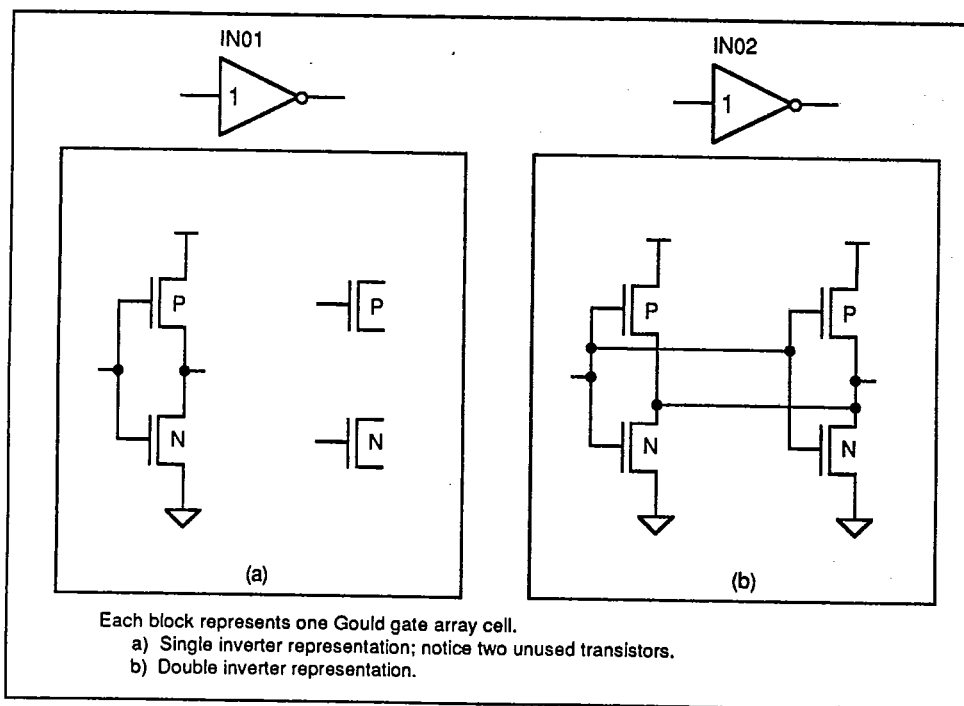 IN01
IN02
1
1
P
P
N
N
P
P
N
N
(a)
(b)
Each block represents one Gould gate array cell.
a) Single inverter representation; notice two unused transistors.
b) Double inverter representation.